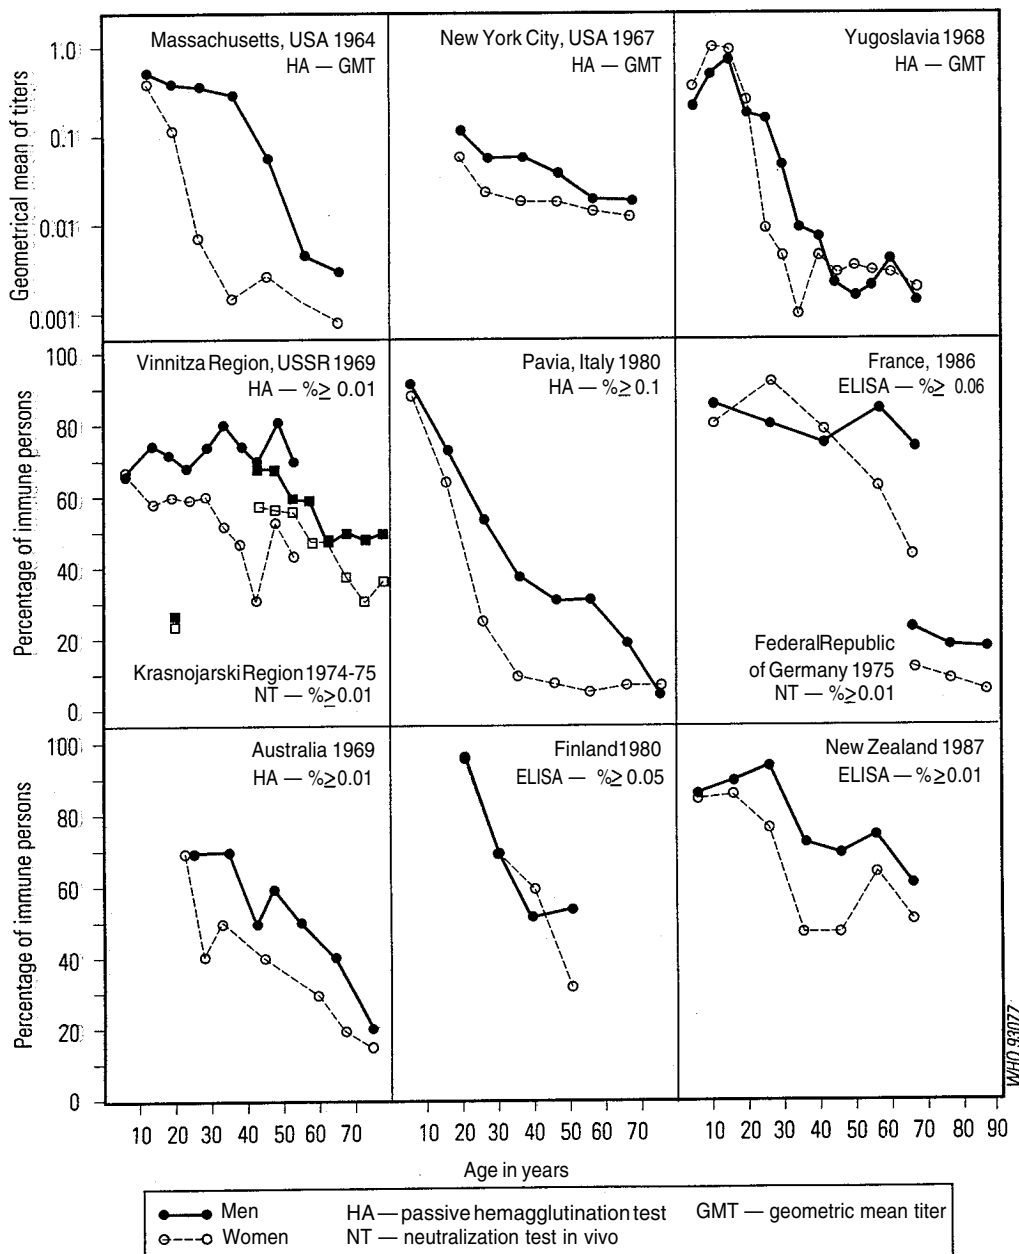 Massachusetts, USA 1964
HA — GMT
New York City, USA 1967
HA — GMT
Yugoslavia 1968
HA — GMT
Geometrical mean of titers
1.0
0.1
0.01
0.001
Vinnitza Region, USSR 1969
HA — %≥ 0.01
Krasnojarski Region 1974-75
NT — %≥0.01
Pavia, Italy 1980
HA — %≥0.1
France, 1986
ELISA — %≥ 0.06
Federal Republic
of Germany 1975
NT — %≥0.01
Percentage of immune persons
100
80
60
40
20
0
Australia 1969
HA — %≥0.01
Finland 1980
ELISA — %≥ 0.05
New Zealand 1987
ELISA — %≥0.01
Percentage of immune persons
100
80
60
40
20
0
10 20 30 40 50 60 70
10 20 30 40 50 60 70
10 20 30 40 50 60 70 80 90
Age in years
WHO 93077
Men
HA — passive hemagglutination test
GMT — geometric mean titer
Women
NT — neutralization test in vivo